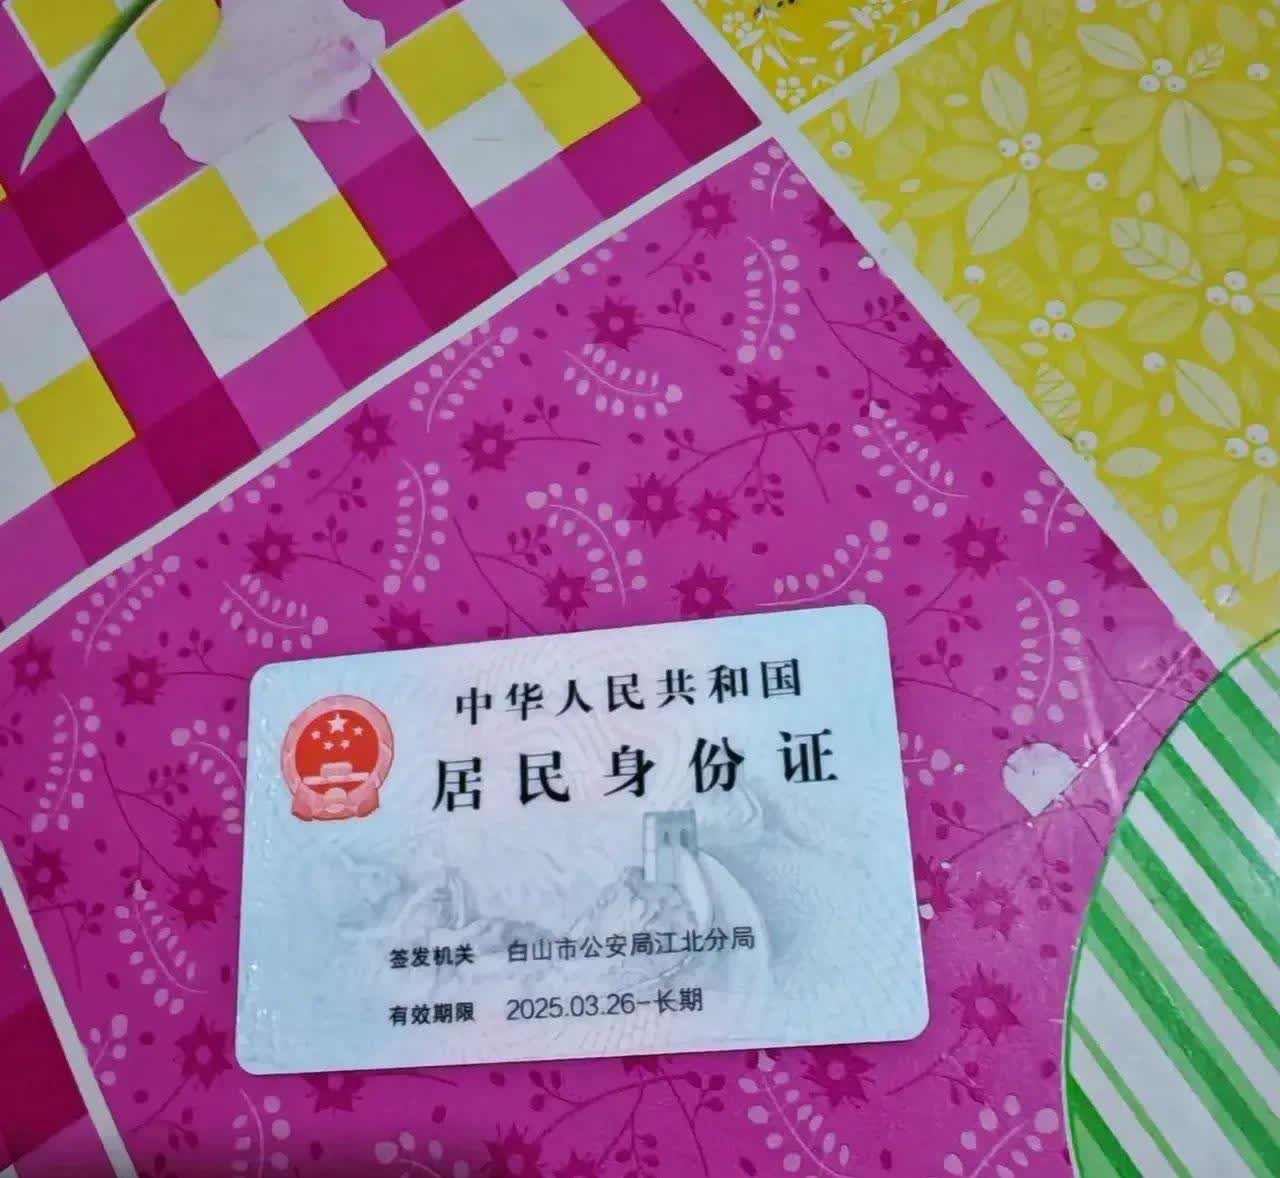 中华人民共和国
居民身份证
签发机关 白山市公安局江北分局
有效期限 2025.03.26-长期